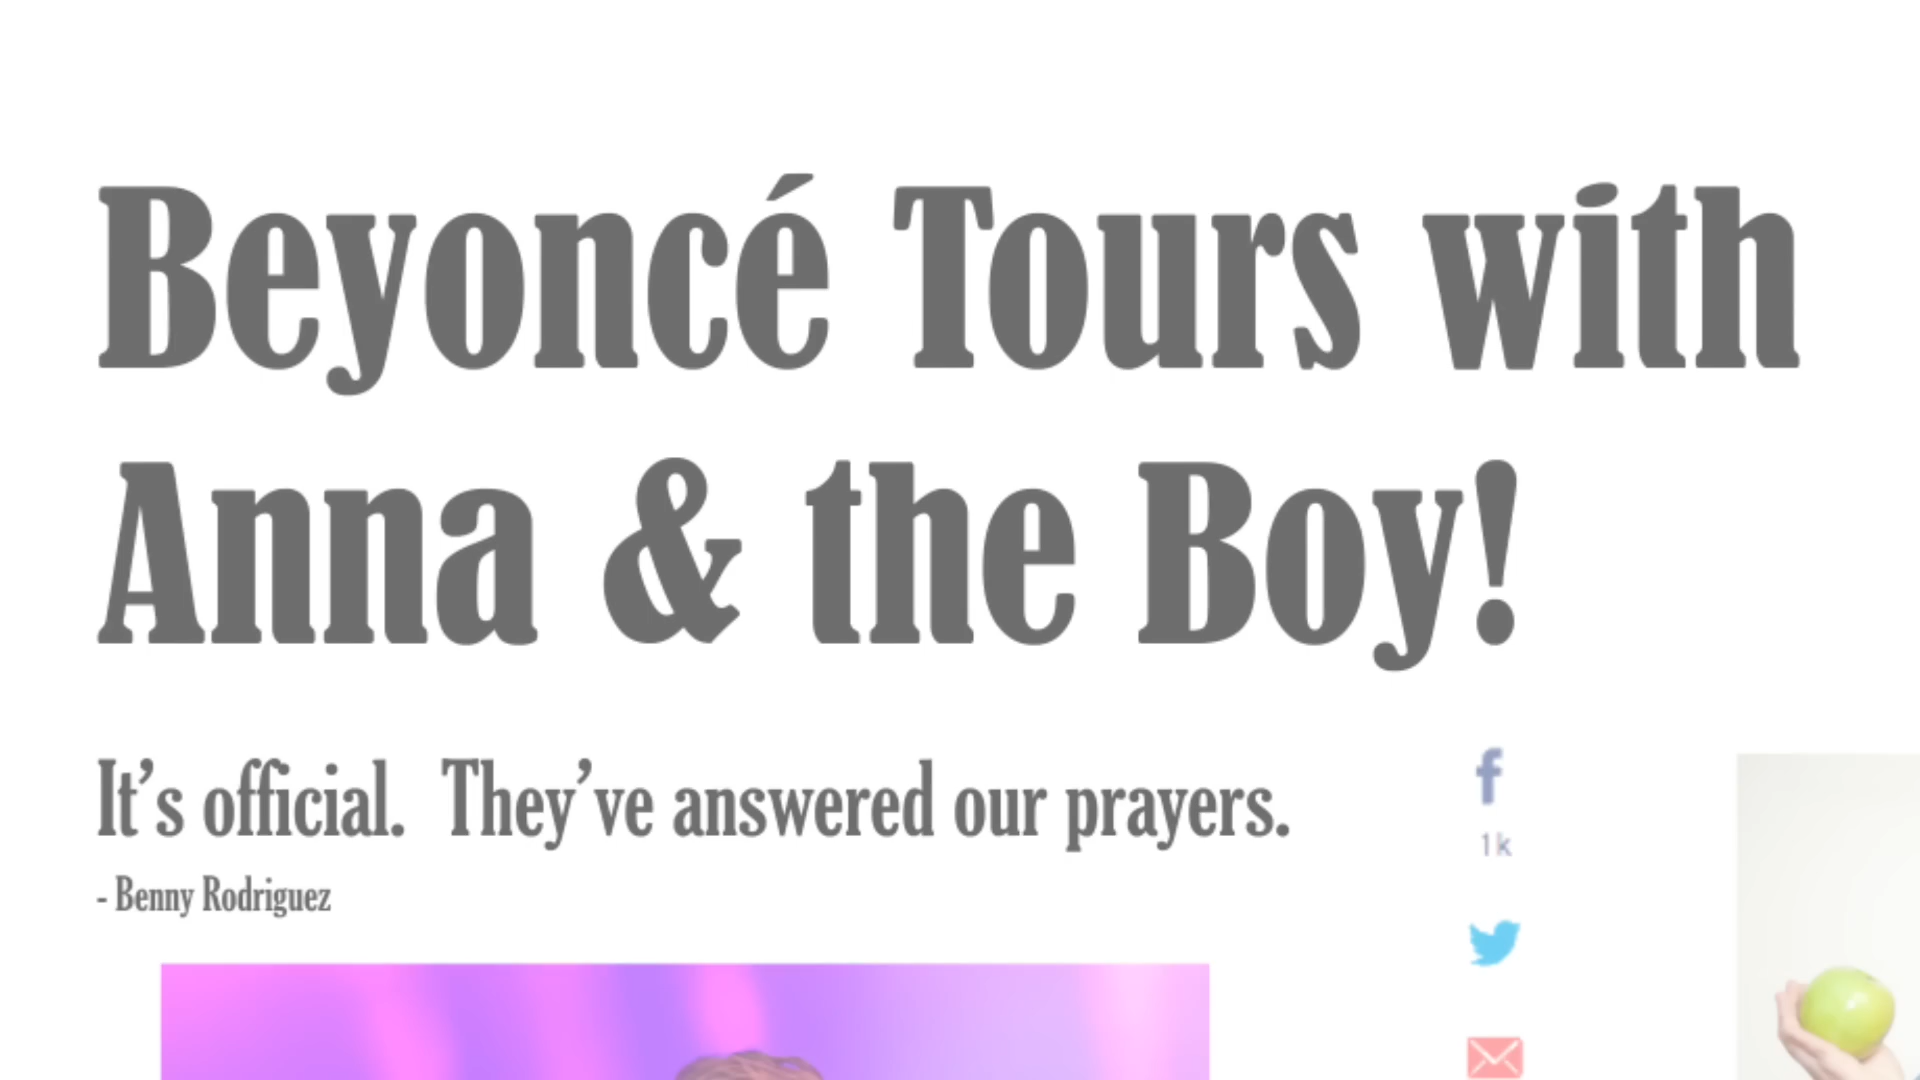 Beyoncé Tours with
Anna & the Boy!
It’s official.  They’ve answered our prayers.
- Benny Rodriguez
1k